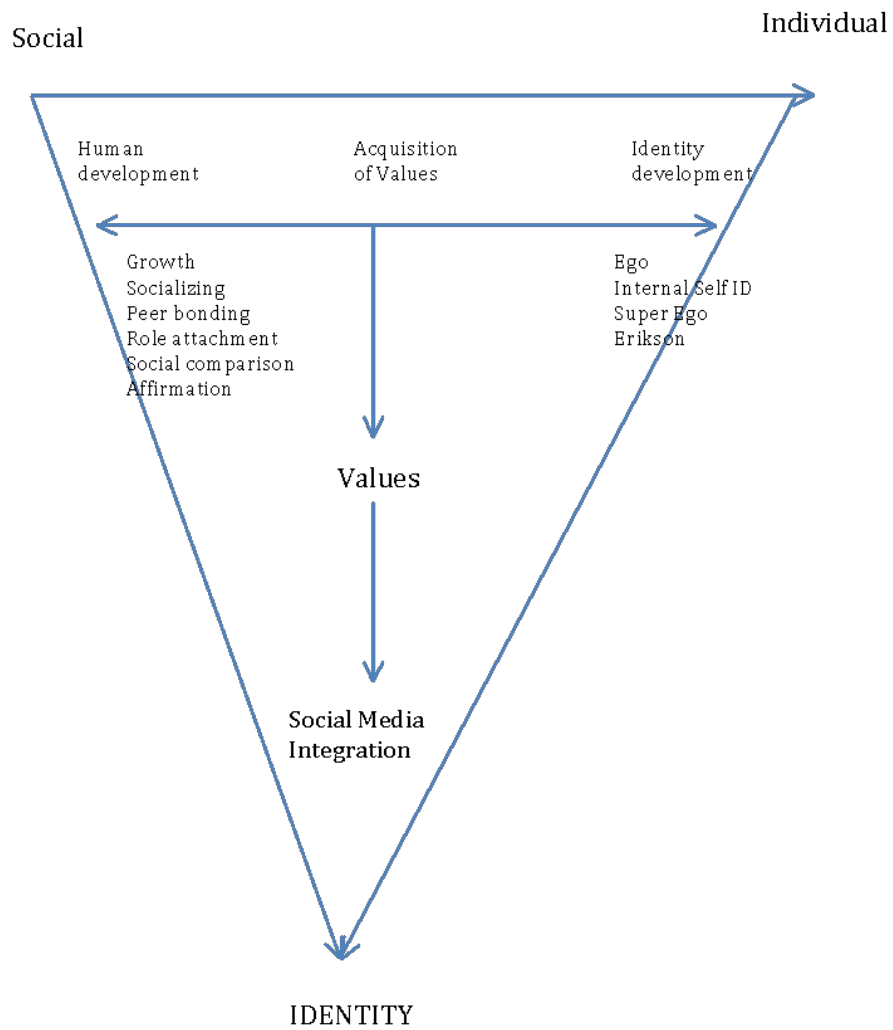 Social
Individual
Human
development
Acquisition
of Values
Identity
development
Growth
Socializing
Peer bonding
Role attachment
Social comparison
Affirmation
Ego
Internal Self ID
Super Ego
Erikson
Values
Social Media
Integration
IDENTITY